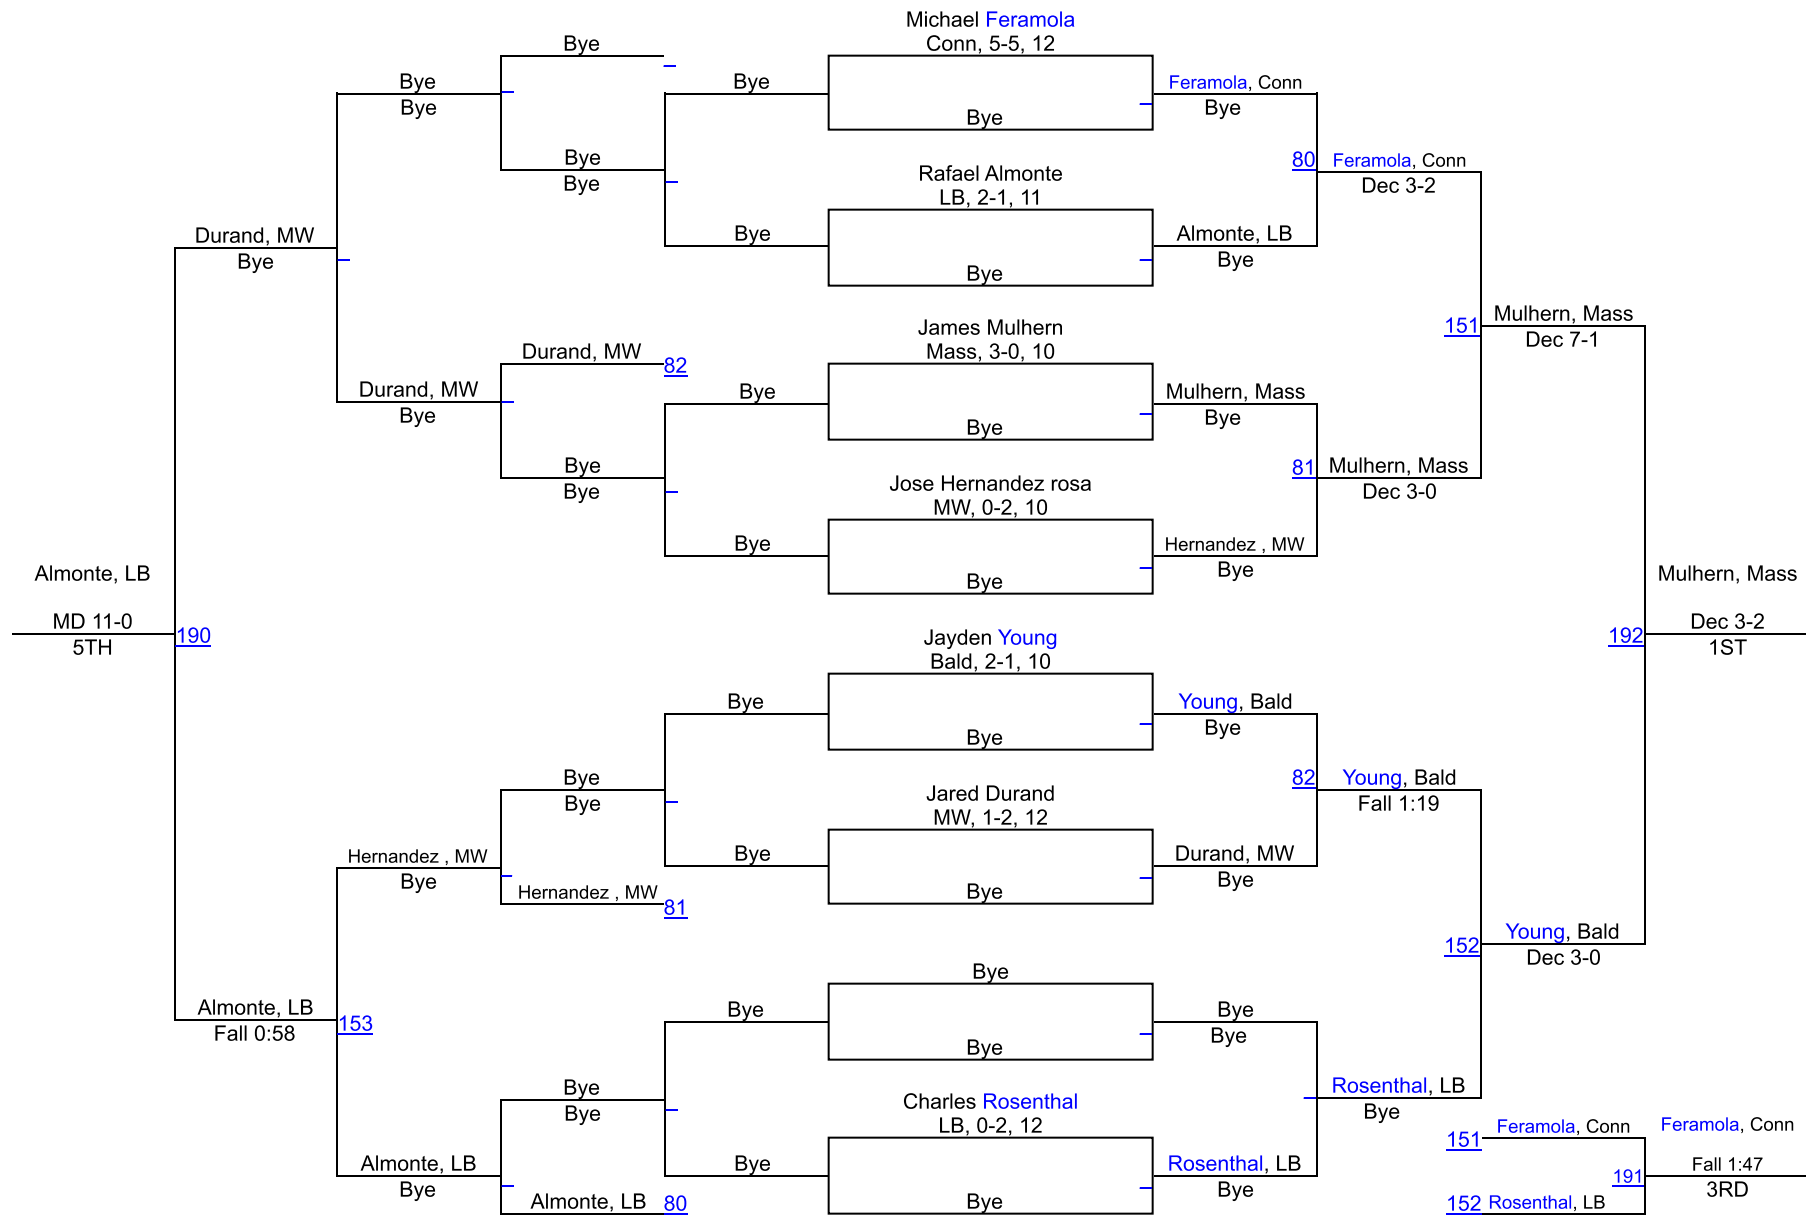 Michael Feramola
Conn, 5-5, 12
Bye
Bye
Bye
Bye
Bye
Feramola, Conn
Bye
Bye
Bye
Bye
80
Feramola, Conn
Dec 3-2
Rafael Almonte
LB, 2-1, 11
Bye
Almonte, LB
Bye
Bye
Durand, MW
Bye
James Mulhern
Mass, 3-0, 10
151
Mulhern, Mass
Dec 7-1
Durand, MW
82
Durand, MW
Bye
Bye
Mulhern, Mass
Bye
Bye
Bye
Bye
81
Mulhern, Mass
Dec 3-0
Jose Hernandez rosa
MW, 0-2, 10
Bye
Hernandez , MW
Bye
Bye
Almonte, LB
MD 11-0
5TH
190
Mulhern, Mass
192
Dec 3-2
1ST
Jayden Young
Bald, 2-1, 10
Bye
Young, Bald
Bye
Bye
Bye
Bye
82
Young, Bald
Fall 1:19
Jared Durand
MW, 1-2, 12
Hernandez , MW
Bye
Bye
Durand, MW
Bye
Bye
Hernandez , MW
81
152
Young, Bald
Dec 3-0
Bye
Almonte, LB
Fall 0:58
153
Bye
Bye
Bye
Bye
Bye
Bye
Rosenthal, LB
Bye
Charles Rosenthal
LB, 0-2, 12
Almonte, LB
Bye
Bye
Rosenthal, LB
Bye
Bye
Almonte, LB
80
151
Feramola, Conn
Feramola, Conn
191
Fall 1:47
3RD
152
Rosenthal, LB